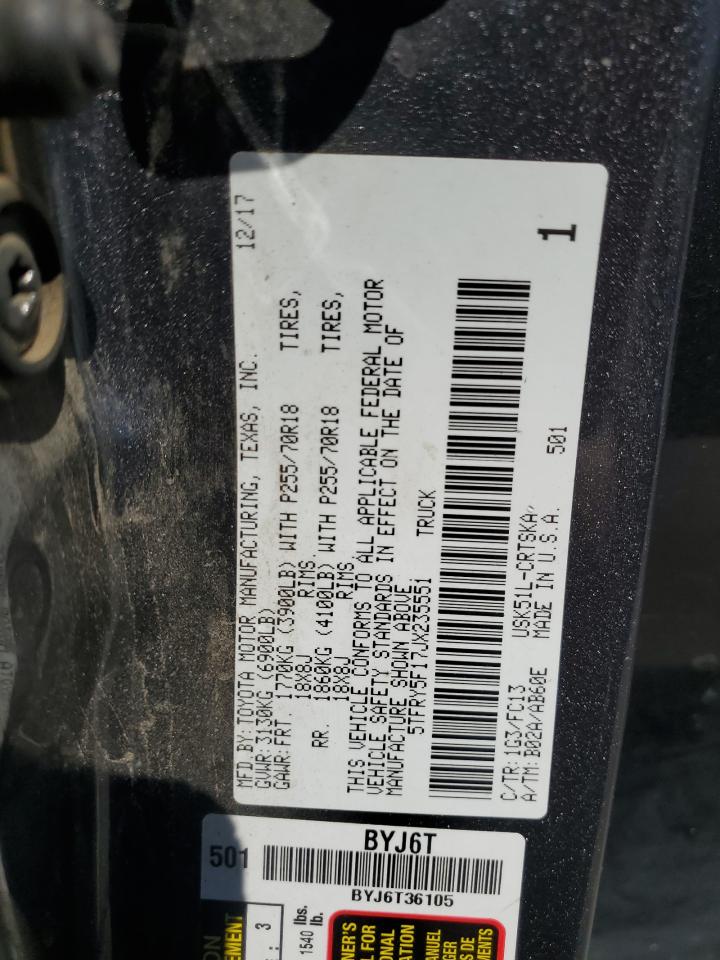 MFD.BY:TOYOTA MOTOR MANUFACTURING, TEXAS, INC. 12/17
GVWR:3130KG (6900LB)
GAWR:FRT. 1770KG (3900LB) WITH P255/70R18 TIRES,
18X8J RIMS.
RR. 1860KG (4100LB) WITH P255/70R18 TIRES,
18X8J RIMS
THIS VEHICLE CONFORMS TO ALL APPLICABLE FEDERAL MOTOR
VEHICLE SAFETY STANDARDS IN EFFECT ON THE DATE OF
MANUFACTURE SHOWN ABOVE.
5TFRY5F17JX235551 TRUCK
C/TR:1G3/FC13 USK51L-CRTSKA
A/TM:B02A/AB60E MADE IN U.S.A. 501
1
501 BYJ6T
BYJ6T36105
: 3
1540 lbs.
lb.